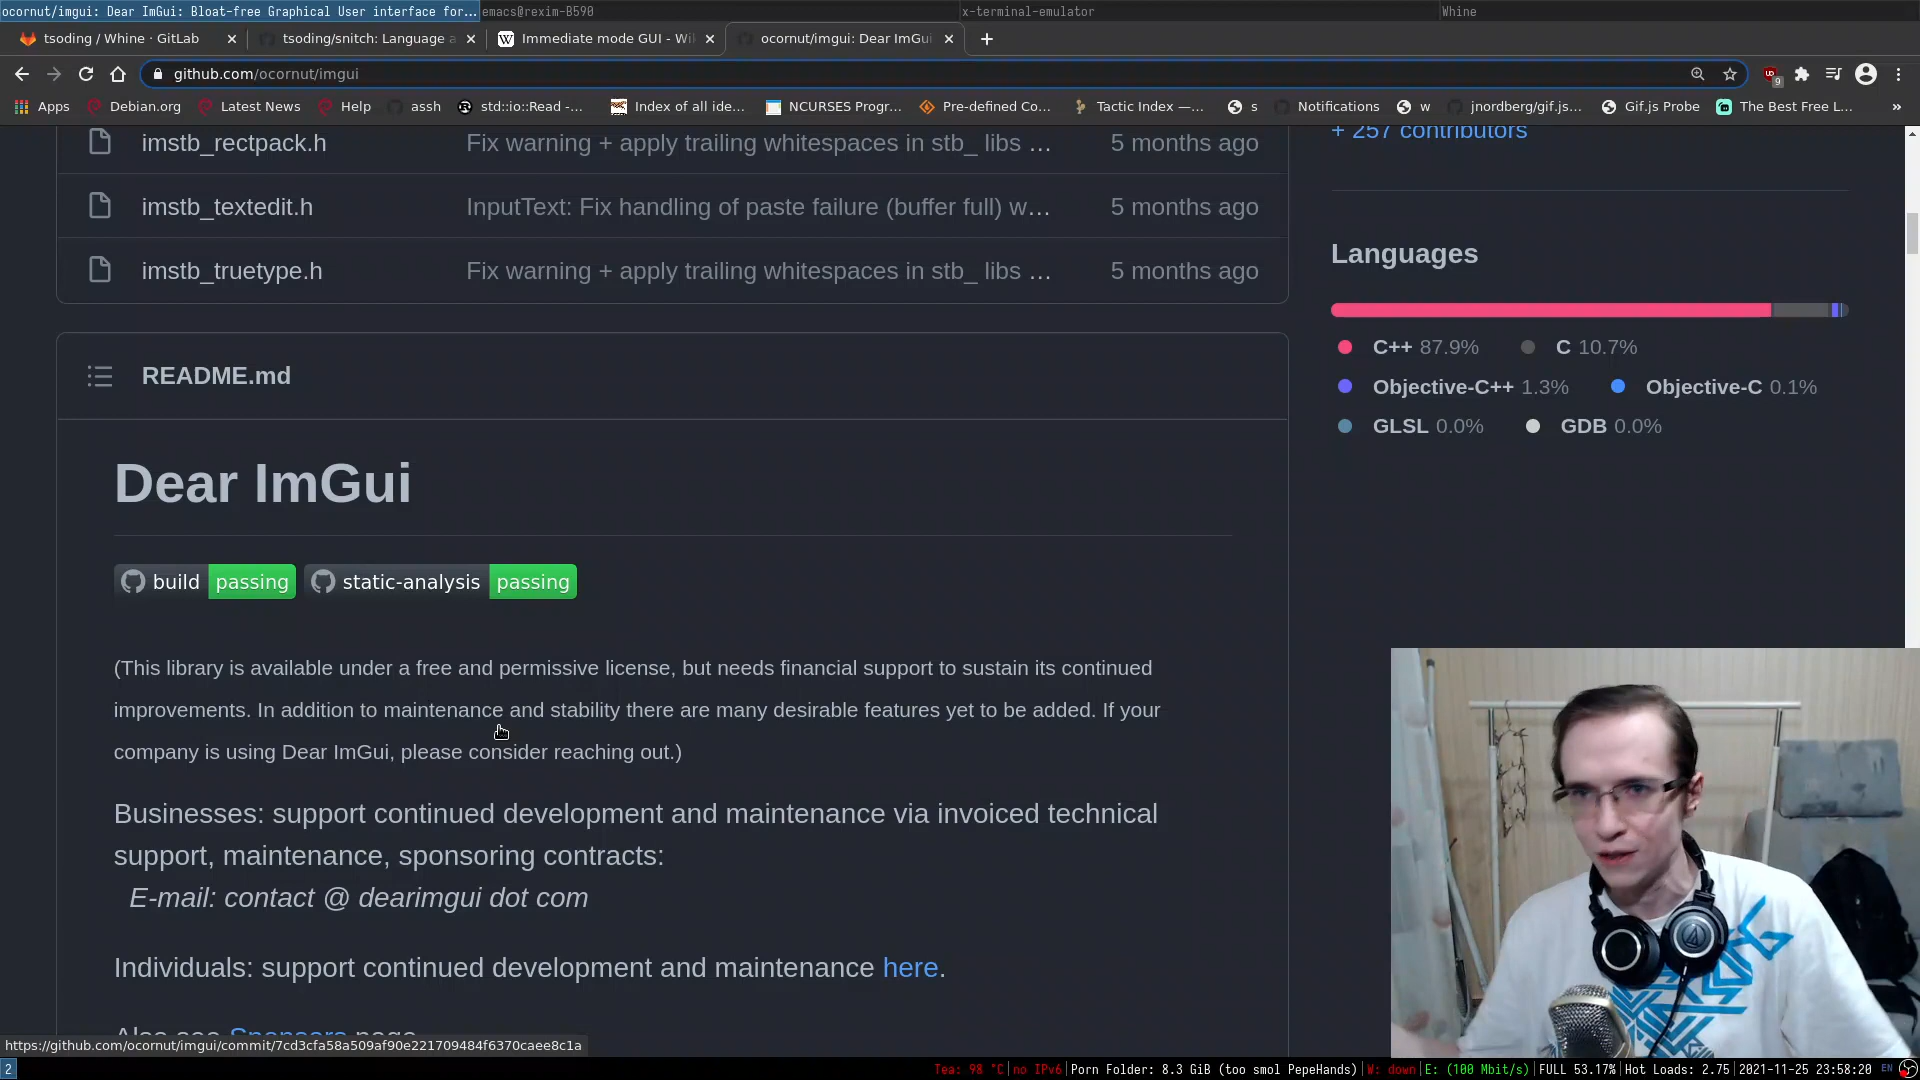 ocornut/imgui: Dear ImGui: Bloat-free Graphical User interface for...
emacs@rexim-B590
x-terminal-emulator
Whine
tsoding / Whine · GitLab
tsoding/snitch: Language a
Immediate mode GUI - Wi
ocornut/imgui: Dear ImGui
github.com/ocornut/imgui
9
Apps
Debian.org
Latest News
Help
assh
std::io::Read -...
Index of all ide...
NCURSES Progr...
Pre-defined Co...
Tactic Index —...
s
Notifications
w
jnordberg/gif.js...
Gif.js Probe
The Best Free L...
»
imstb_rectpack.h Fix warning + apply trailing whitespaces in stb_ libs … 5 months ago
+ 257 contributors
imstb_textedit.h InputText: Fix handling of paste failure (buffer full) w… 5 months ago
imstb_truetype.h Fix warning + apply trailing whitespaces in stb_ libs … 5 months ago
Languages
C++ 87.9% C 10.7%
Objective-C++ 1.3% Objective-C 0.1%
GLSL 0.0% GDB 0.0%
README.md
Dear ImGui
build passing static-analysis passing
(This library is available under a free and permissive license, but needs financial support to sustain its continued
improvements. In addition to maintenance and stability there are many desirable features yet to be added. If your
company is using Dear ImGui, please consider reaching out.)
Businesses: support continued development and maintenance via invoiced technical
support, maintenance, sponsoring contracts:
E-mail: contact @ dearimgui dot com
Individuals: support continued development and maintenance here.
Also see Sponsors page
https://github.com/ocornut/imgui/commit/7cd3cfa58a509af90e221709484f6370caee8c1a
2
Tea: 98 °C|no IPv6|Porn Folder: 8.3 GiB (too smol PepeHands)|W: down|E: (100 Mbit/s)|FULL 53.17%|Hot Loads: 2.75|2021-11-25 23:58:20 EN